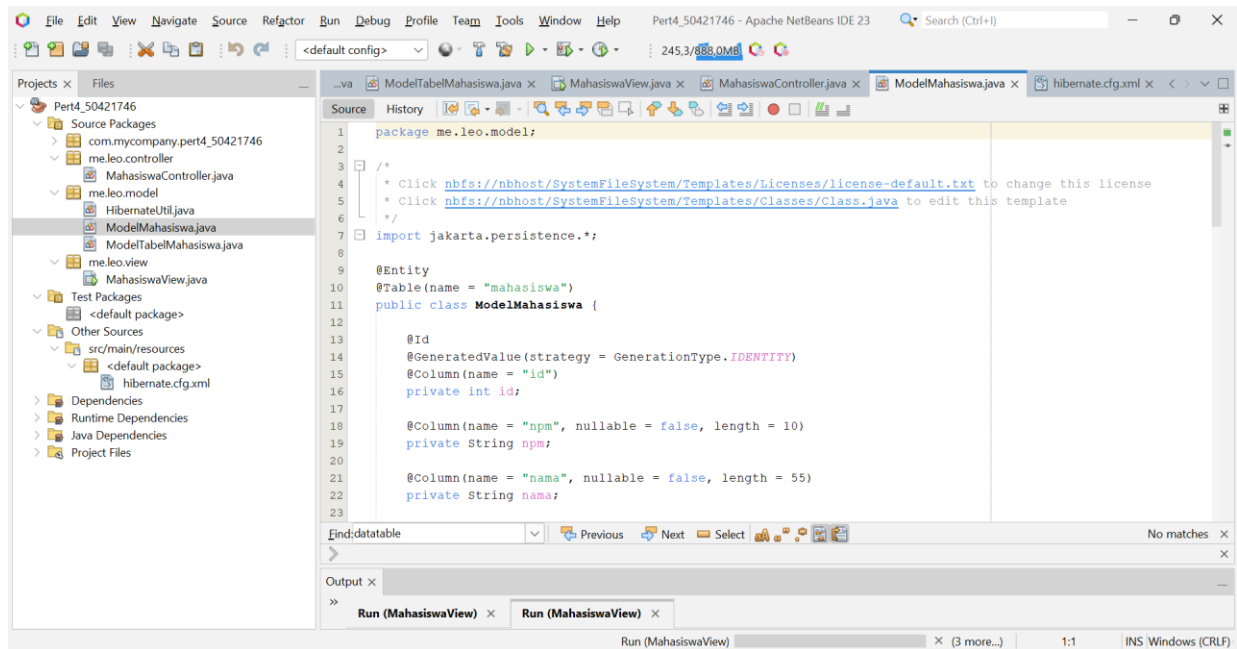 File Edit View Navigate Source Refactor Run Debug Profile Team Tools Window Help Pert4_50421746 - Apache NetBeans IDE 23 Search (Ctrl+I)
<default config> 245,3/888,0MB
Projects Files
...va ModelTabelMahasiswa.java MahasiswaView.java MahasiswaController.java ModelMahasiswa.java hibernate.cfg.xml
Source History
Pert4_50421746
Source Packages
com.mycompany.pert4_50421746
me.leo.controller
MahasiswaController.java
me.leo.model
HibernateUtil.java
ModelMahasiswa.java
ModelTabelMahasiswa.java
me.leo.view
MahasiswaView.java
Test Packages
<default package>
Other Sources
src/main/resources
<default package>
hibernate.cfg.xml
Dependencies
Runtime Dependencies
Java Dependencies
Project Files
1 package me.leo.model;
2
3 /*
4 * Click nbfs://nbhost/SystemFileSystem/Templates/Licenses/license-default.txt to change this license
5 * Click nbfs://nbhost/SystemFileSystem/Templates/Classes/Class.java to edit this template
6 */
7 import jakarta.persistence.*;
8
9 @Entity
10 @Table(name = "mahasiswa")
11 public class ModelMahasiswa {
12
13 @Id
14 @GeneratedValue(strategy = GenerationType.IDENTITY)
15 @Column(name = "id")
16 private int id;
17
18 @Column(name = "npm", nullable = false, length = 10)
19 private String npm;
20
21 @Column(name = "nama", nullable = false, length = 55)
22 private String nama;
23
Find: datatable Previous Next Select No matches
Output
Run (MahasiswaView) Run (MahasiswaView)
Run (MahasiswaView) (3 more...) 1:1 INS Windows (CRLF)